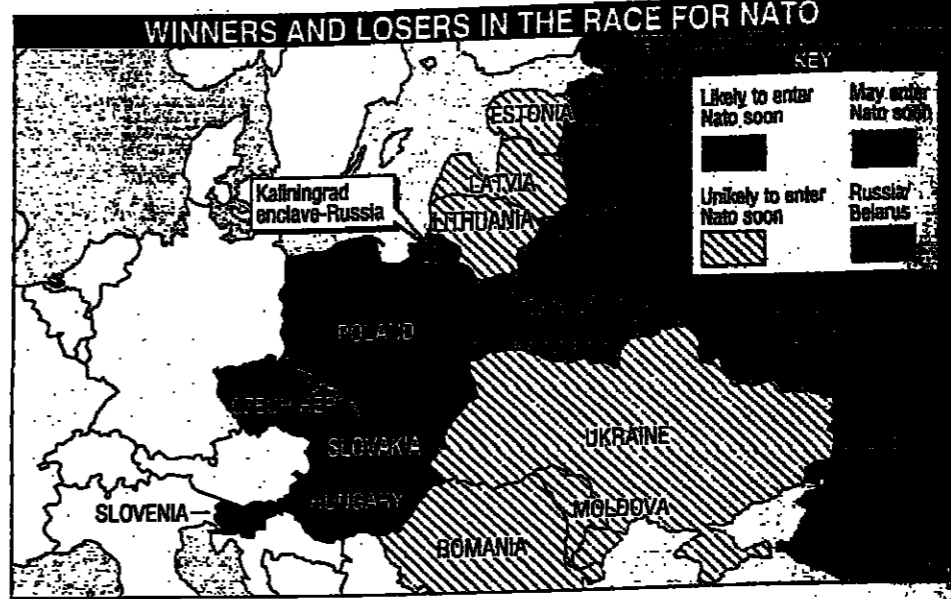 WINNERS AND LOSERS IN THE RACE FOR NATO
KEY
Likely to enter
Nato soon
May enter
Nato soon
Unlikely to enter
Nato soon
Russia/
Belarus
ESTONIA
LATVIA
Kaliningrad
enclave-Russia
LITHUANIA
POLAND
CZECH REP
SLOVAKIA
UKRAINE
HUNGARY
SLOVENIA
MOLDOVA
ROMANIA